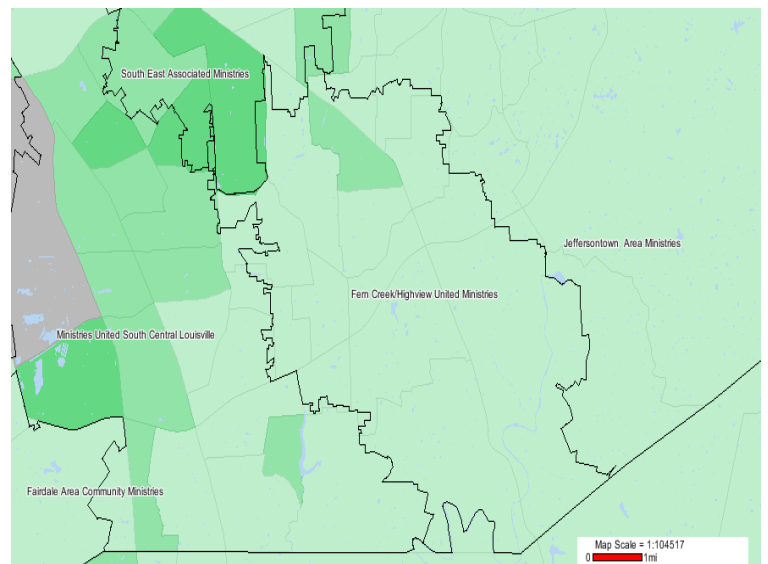 South East Associated Ministries
Jeffersontown Area Ministries
Fern Creek/Highview United Ministries
Ministries United South Central Louisville
Fairdale Area Community Ministries
Map Scale = 1:104517
0 1mi